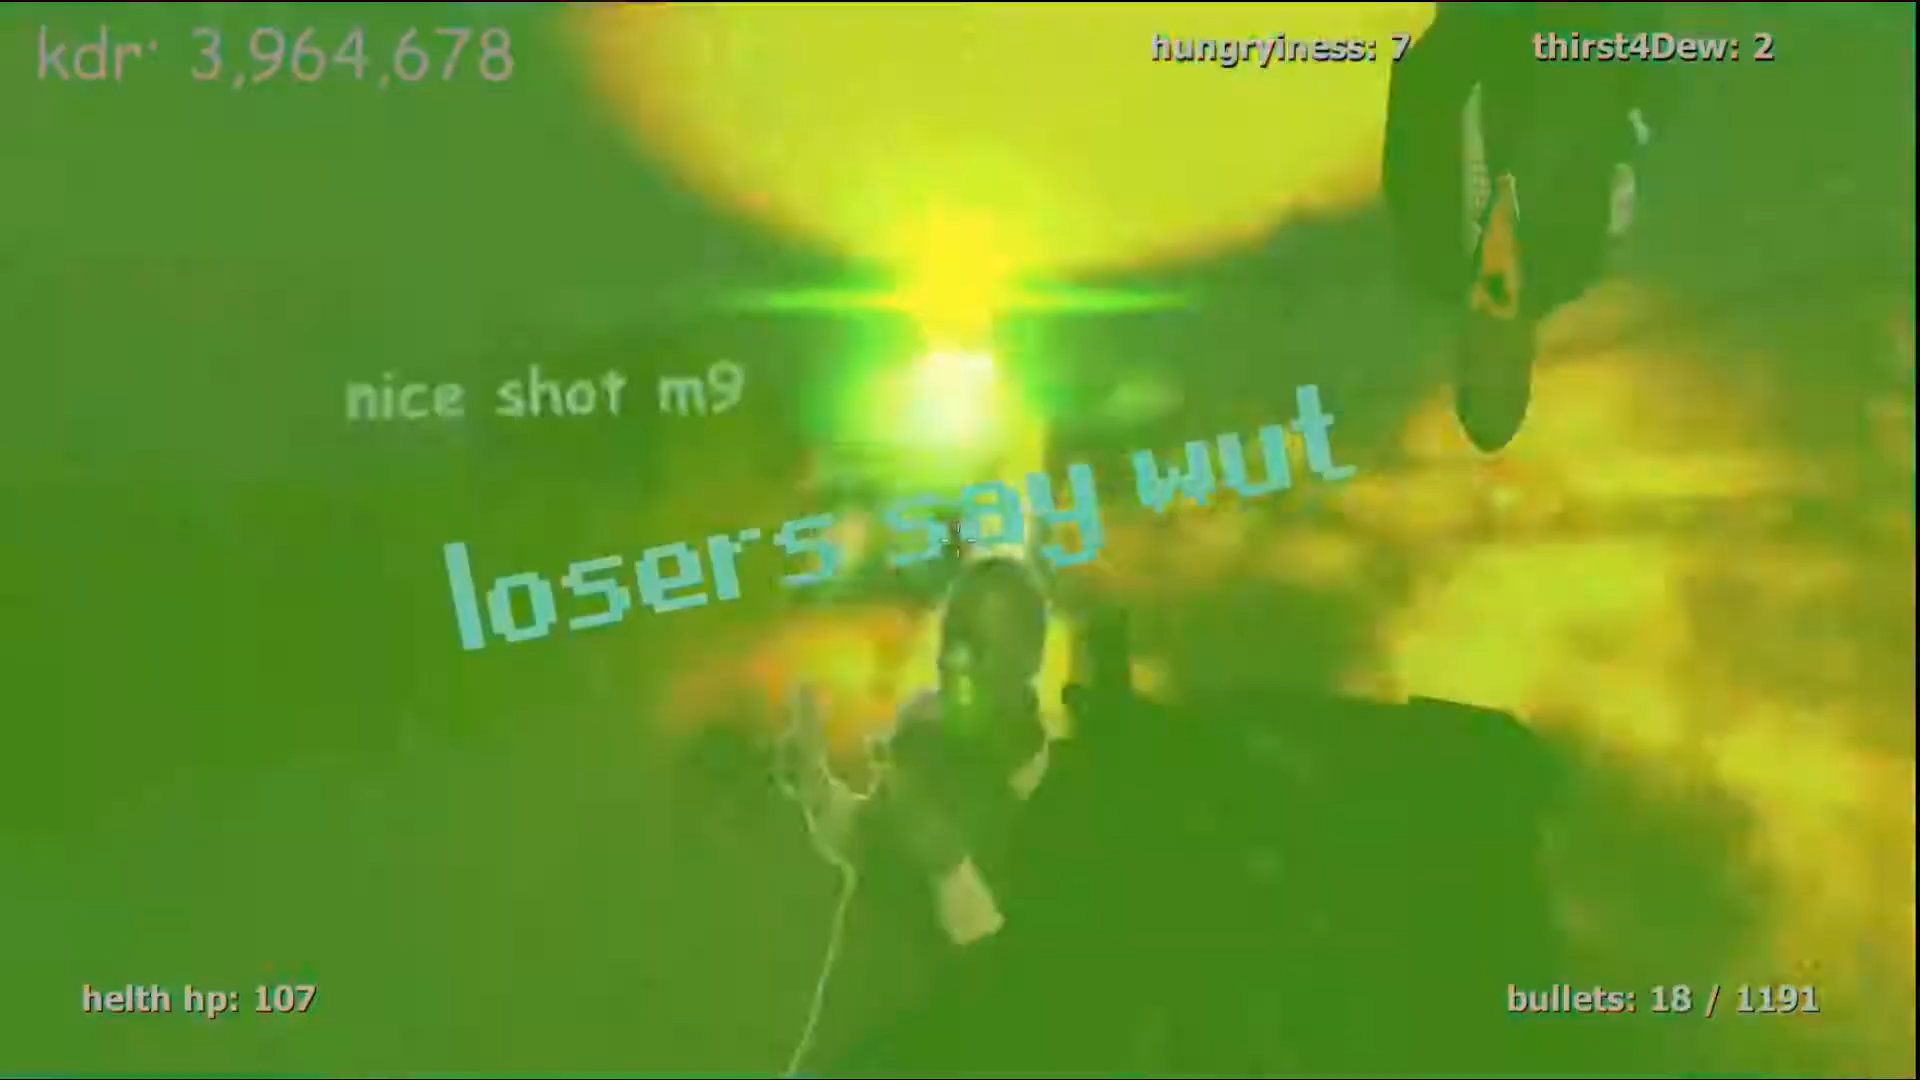 kdr: 3,964,678
hungryiness: 7
thirst4Dew: 2
nice shot m9
losers say wut
helth hp: 107
bullets: 18 / 1191